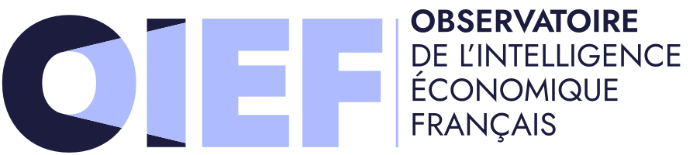 OIEF
OBSERVATOIRE
DE L'INTELLIGENCE
ÉCONOMIQUE
FRANÇAIS